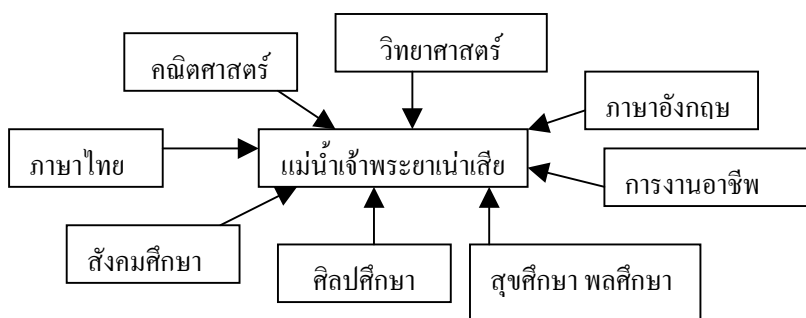 วิทยาศาสตร์
คณิตศาสตร์
ภาษาอังกฤษ
ภาษาไทย
แม่น้ำเจ้าพระยาเน่าเสีย
การงานอาชีพ
สังคมศึกษา
ศิลปศึกษา
สุขศึกษา พลศึกษา